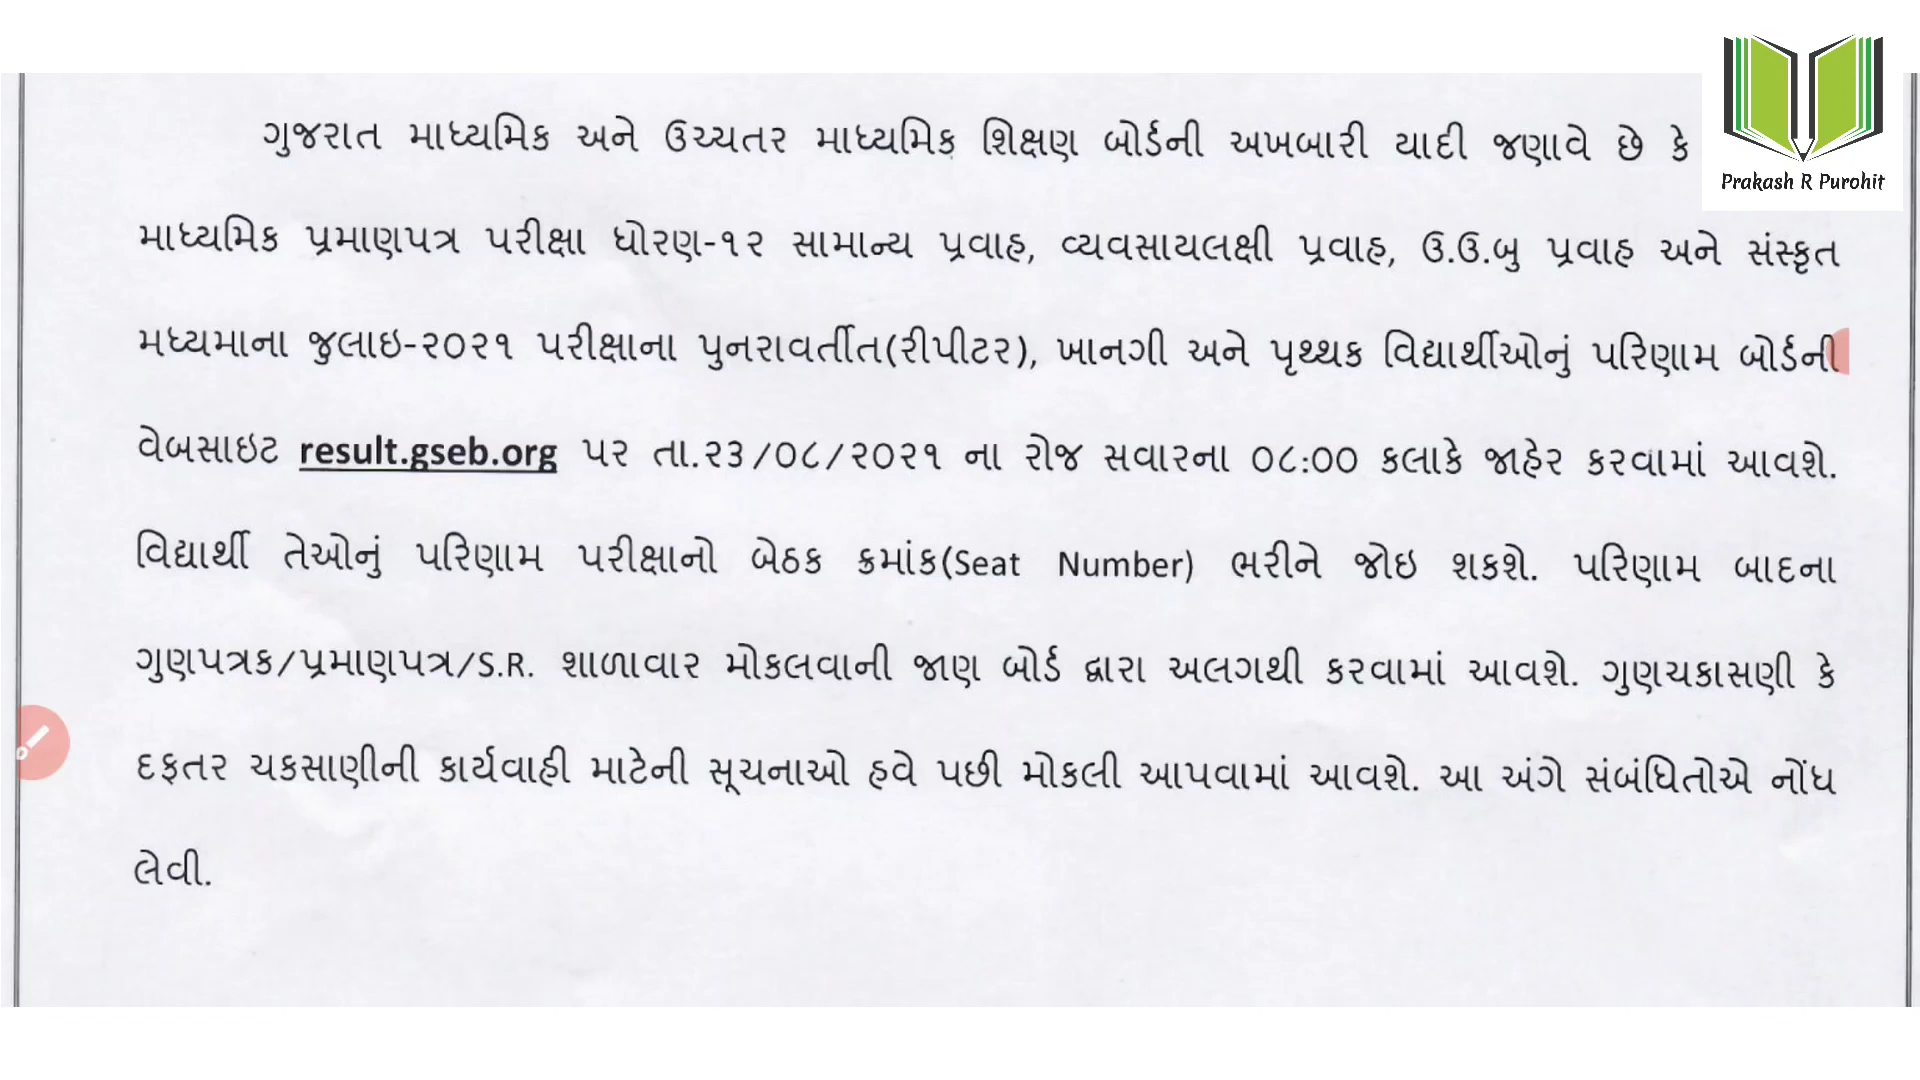 ગુજરાત માધ્યમિક અને ઉચ્ચતર માધ્યમિક શિક્ષણ બોર્ડની અખબારી યાદી જણાવે છે કે
Prakash R Purohit
માધ્યમિક પ્રમાણપત્ર પરીક્ષા ધોરણ-૧૨ સામાન્ય પ્રવાહ, વ્યવસાયલક્ષી પ્રવાહ, ઉ.ઉ.બુ પ્રવાહ અને સંસ્કૃત
મધ્યમાના જુલાઇ-૨૦૨૧ પરીક્ષાના પુનરાવર્તીત(રીપીટર), ખાનગી અને પૃથ્થક વિદ્યાર્થીઓનું પરિણામ બોર્ડની
વેબસાઇટ result.gseb.org પર તા.૨૩/૦૮/૨૦૨૧ ના રોજ સવારના ૦૮:૦૦ કલાકે જાહેર કરવામાં આવશે.
વિદ્યાર્થી તેઓનું પરિણામ પરીક્ષાનો બેઠક ક્રમાંક(Seat Number) ભરીને જોઇ શકશે. પરિણામ બાદના
ગુણપત્રક/પ્રમાણપત્ર/S.R. શાળાવાર મોકલવાની જાણ બોર્ડ દ્વારા અલગથી કરવામાં આવશે. ગુણચકાસણી કે
દફતર ચકસાણીની કાર્યવાહી માટેની સૂચનાઓ હવે પછી મોકલી આપવામાં આવશે. આ અંગે સંબંધિતોએ નોંધ
લેવી.